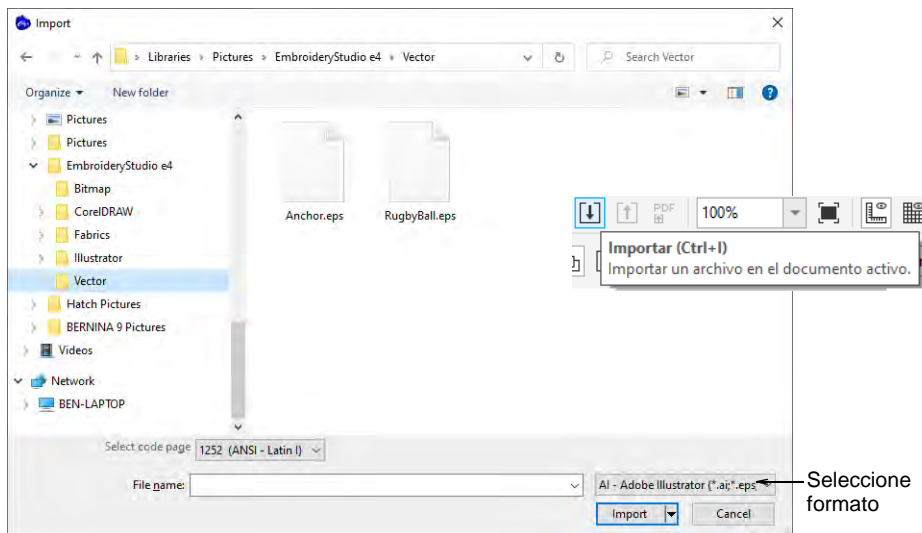 Import
Libraries > Pictures > EmbroideryStudio e4 > Vector
Search Vector
Organize
New folder
Pictures
Pictures
EmbroideryStudio e4
Bitmap
CorelDRAW
Fabrics
Illustrator
Vector
Hatch Pictures
BERNINA 9 Pictures
Videos
Network
BEN-LAPTOP
Anchor.eps
RugbyBall.eps
PDF
100%
Importar (Ctrl+I)
Importar un archivo en el documento activo.
Select code page
1252 (ANSI - Latin I)
File name:
AI - Adobe Illustrator (*.ai;*.eps
Import
Cancel
Seleccione
formato